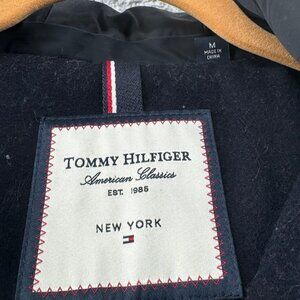 M
MADE IN
CHINA
TOMMY HILFIGER
American Classics
EST. 1985
NEW YORK